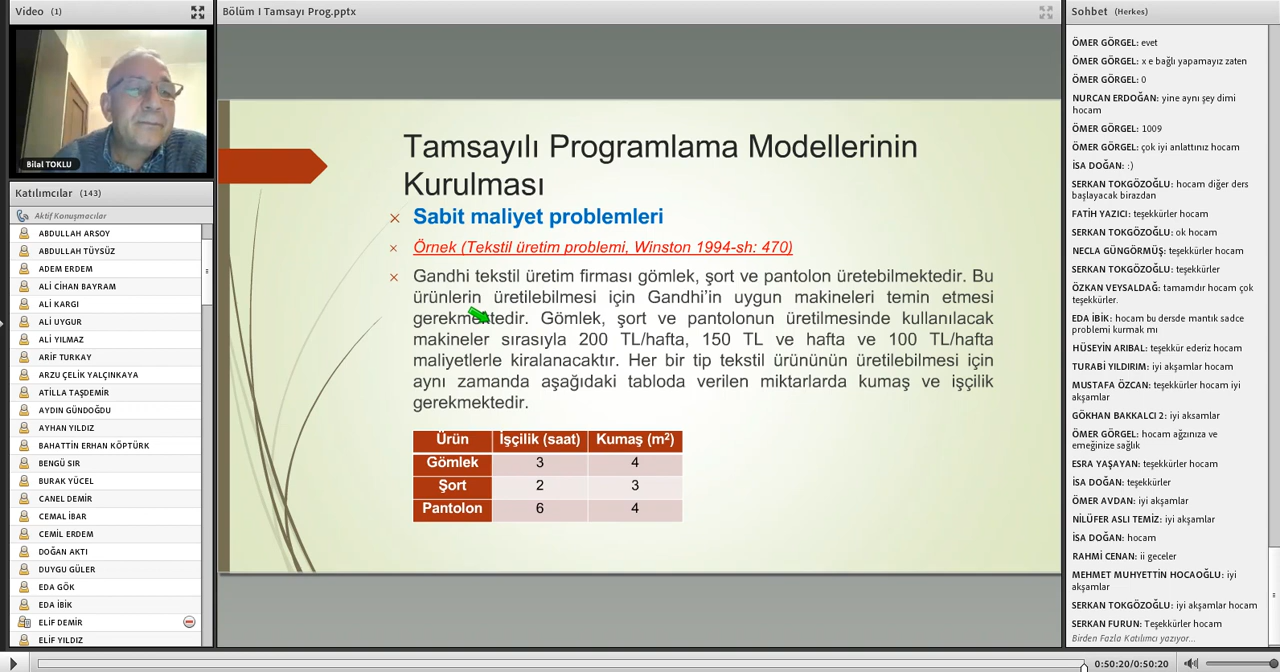 Video (1)
Bilal TOKLU
Katılımcılar (143)
Aktif Konuşmacılar
ABDULLAH ARSOY
ABDULLAH TÜYSÜZ
ADEM ERDEM
ALİ CİHAN BAYRAM
ALİ KARGI
ALİ UYGUR
ALİ YILMAZ
ARİF TURKAY
ARZU ÇELİK YALÇINKAYA
ATİLLA TAŞDEMİR
AYDIN GÜNDOĞDU
AYHAN YILDIZ
BAHATTİN ERHAN KÖPTÜRK
BENGÜ SIR
BURAK YÜCEL
CANEL DEMİR
CEMAL İBAR
CEMİL ERDEM
DOĞAN AKTI
DUYGU GÜLER
EDA GÖK
EDA İBİK
ELİF DEMİR
ELİF YILDIZ
Bölüm I Tamsayı Prog.pptx
Tamsayılı Programlama Modellerinin
Kurulması
Sabit maliyet problemleri
Örnek (Tekstil üretim problemi, Winston 1994-sh: 470)
Gandhi tekstil üretim firması gömlek, şort ve pantolon üretebilmektedir. Bu
ürünlerin üretilebilmesi için Gandhi'in uygun makineleri temin etmesi
gerekmektedir. Gömlek, şort ve pantolonun üretilmesinde kullanılacak
makineler sırasıyla 200 TL/hafta, 150 TL ve hafta ve 100 TL/hafta
maliyetlerle kiralanacaktır. Her bir tip tekstil ürününün üretilebilmesi için
aynı zamanda aşağıdaki tabloda verilen miktarlarda kumaş ve işçilik
gerekmektedir.
Ürün İşçilik (saat) Kumaş (m²)
Gömlek 3 4
Şort 2 3
Pantolon 6 4
Sohbet (Herkes)
ÖMER GÖRGEL: evet
ÖMER GÖRGEL: x e bağlı yapamayız zaten
ÖMER GÖRGEL: 0
NURCAN ERDOĞAN: yine aynı şey dimi
hocam
ÖMER GÖRGEL: 1009
ÖMER GÖRGEL: çok iyi anlattınız hocam
İSA DOĞAN: :)
SERKAN TOKGÖZOĞLU: hocam diğer ders
başlayacak birazdan
FATİH YAZICI: teşekkürler hocam
SERKAN TOKGÖZOĞLU: ok hocam
NECLA GÜNGÖRMÜŞ: teşekkürler hocam
SERKAN TOKGÖZOĞLU: teşekkürler
ÖZKAN VEYSALDAĞ: tamamdır hocam çok
teşekkürler.
EDA İBİK: hocam bu dersde mantık sadece
problemi kurmak mı
HÜSEYİN ARIBAL: teşekkür ederiz hocam
TURABİ YILDIRIM: iyi akşamlar hocam
MUSTAFA ÖZCAN: teşekkürler hocam iyi
akşamlar
GÖKHAN BAKKALCI 2: iyi aksamlar
ÖMER GÖRGEL: hocam ağzınıza ve
emeğinize sağlık
ESRA YAŞAYAN: teşekkürler hocam
İSA DOĞAN: teşekkürler
ÖMER AVDAN: iyi akşamlar
NİLÜFER ASLI TEMİZ: iyi akşamlar
İSA DOĞAN: hocam
RAHMİ CENAN: ii geceler
MEHMET MUHYETTİN HOCAOĞLU: iyi
akşamlar
SERKAN TOKGÖZOĞLU: iyi akşamlar hocam
SERKAN FURUN: Teşekkürler hocam
Birden Fazla Katılımcı yazıyor...
0:50:20/0:50:20